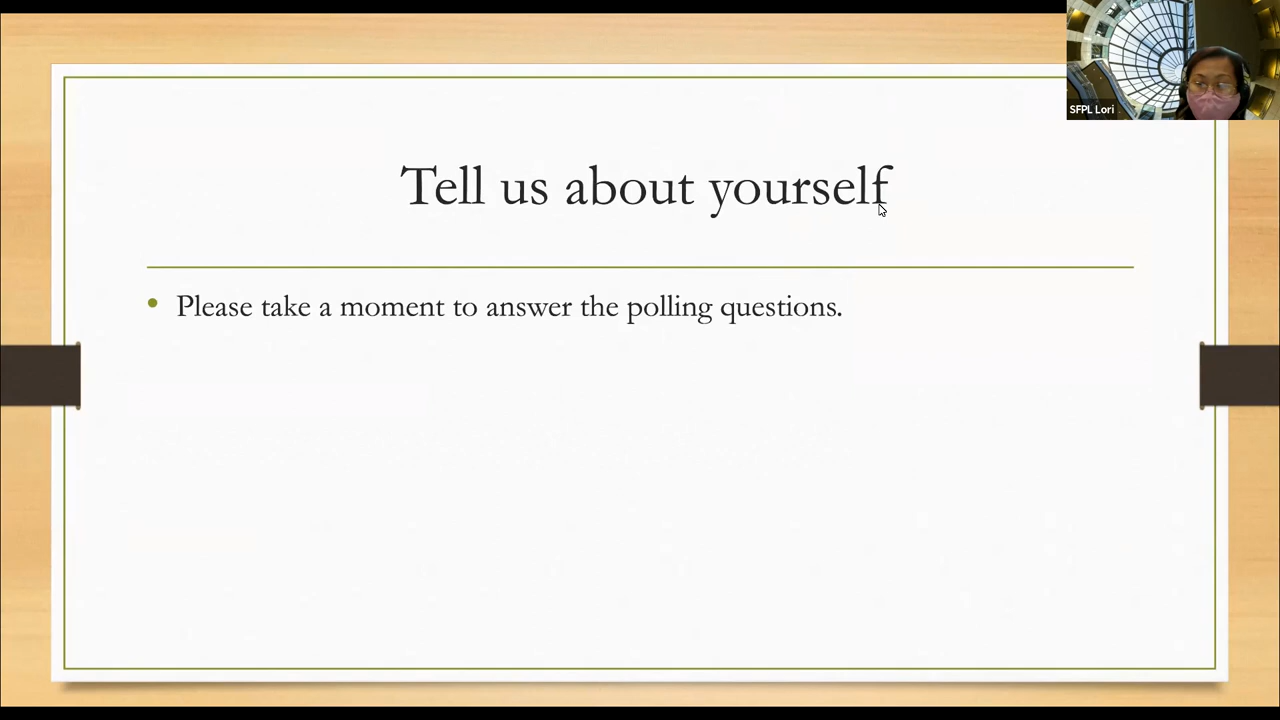 SFPL Lori
Tell us about yourself
Please take a moment to answer the polling questions.